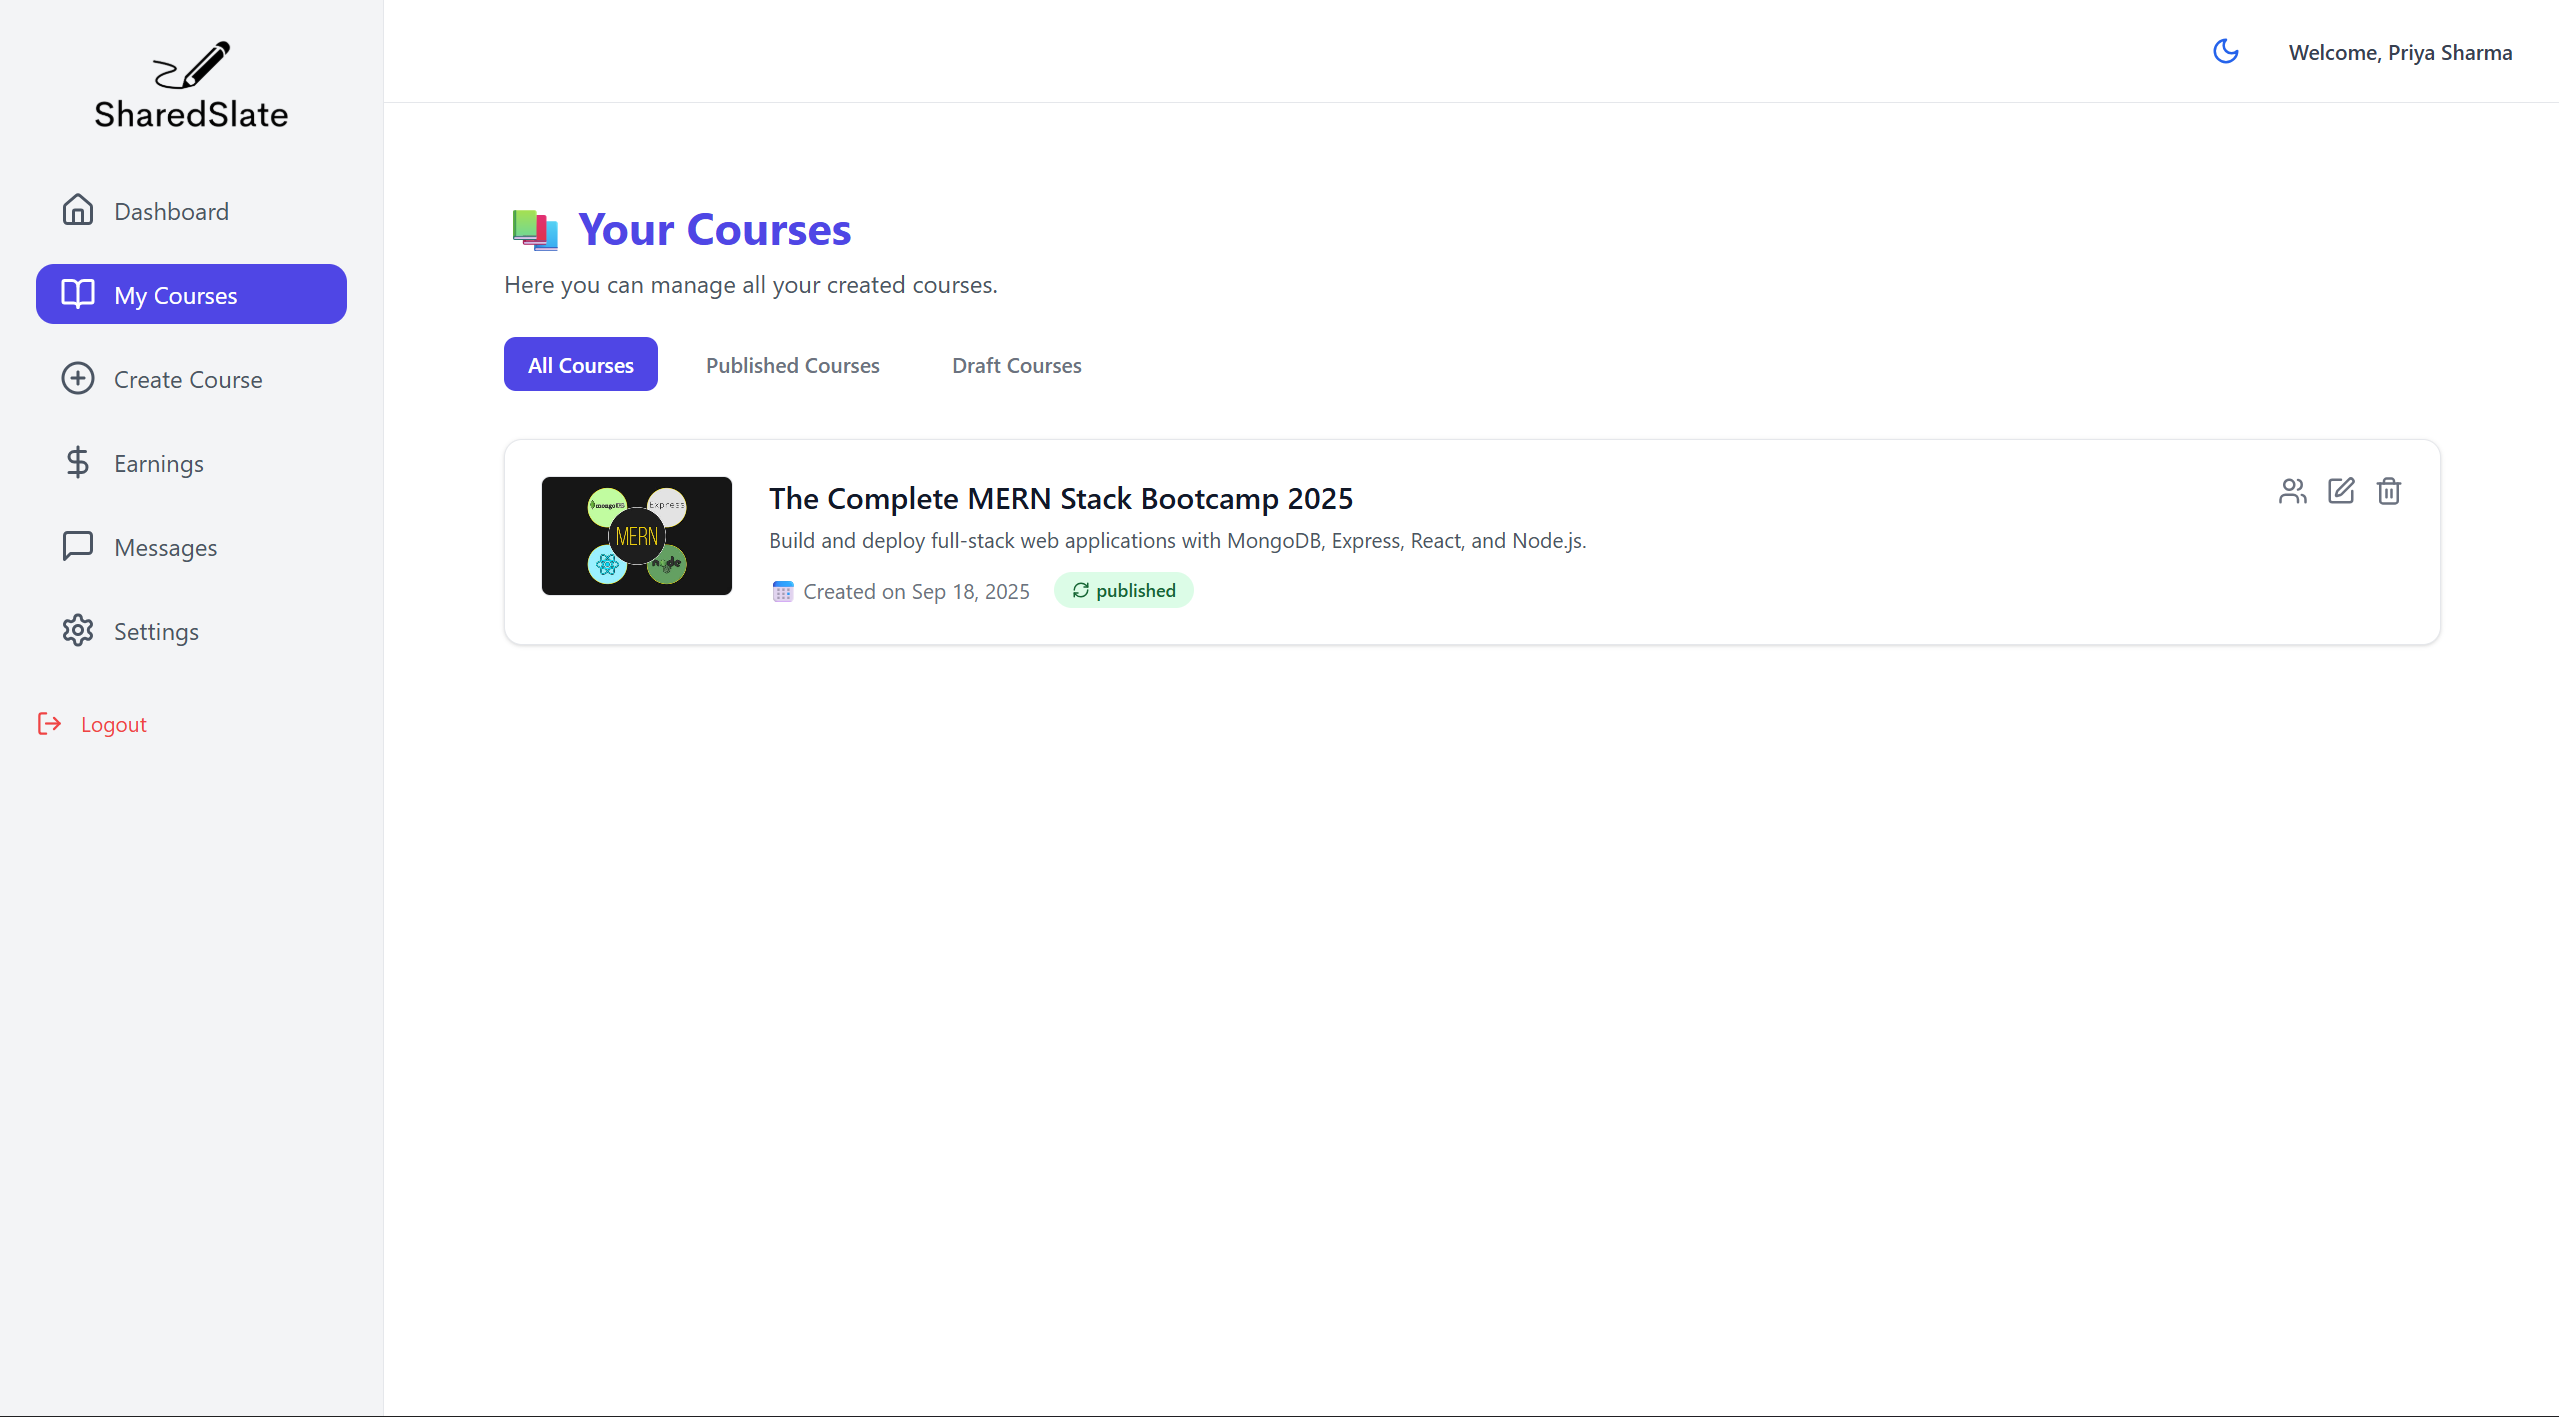 SharedSlate
Welcome, Priya Sharma
Dashboard
My Courses
Create Course
Earnings
Messages
Settings
Logout
Your Courses
Here you can manage all your created courses.
All Courses
Published Courses
Draft Courses
mongoDB
Express
MERN
node
The Complete MERN Stack Bootcamp 2025
Build and deploy full-stack web applications with MongoDB, Express, React, and Node.js.
Created on Sep 18, 2025
published